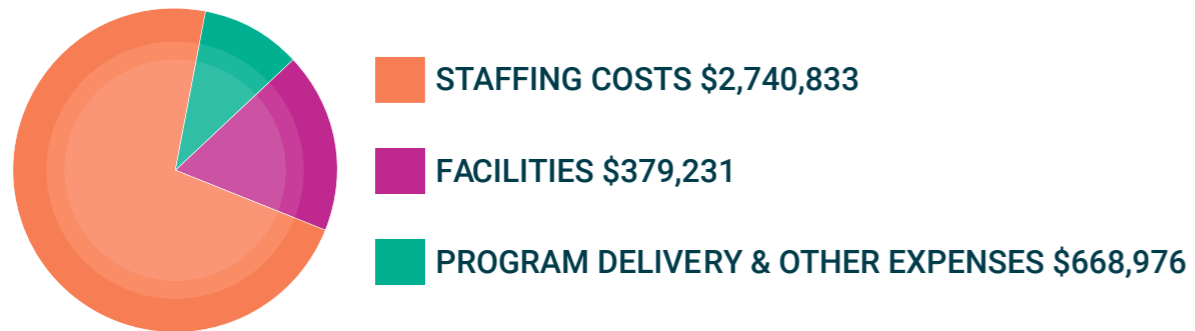 STAFFING COSTS $2,740,833
FACILITIES $379,231
PROGRAM DELIVERY & OTHER EXPENSES $668,976